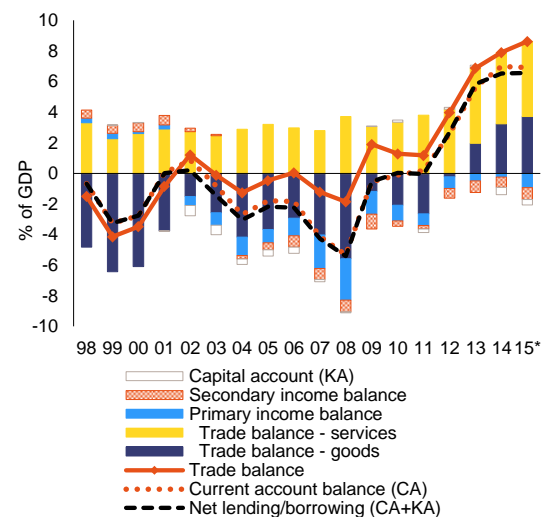 10
8
6
4
2
0
-2
-4
-6
-8
-10
% of GDP
98 99 00 01 02 03 04 05 06 07 08 09 10 11 12 13 14 15*
Capital account (KA)
Secondary income balance
Primary income balance
Trade balance - services
Trade balance - goods
Trade balance
Current account balance (CA)
Net lending/borrowing (CA+KA)